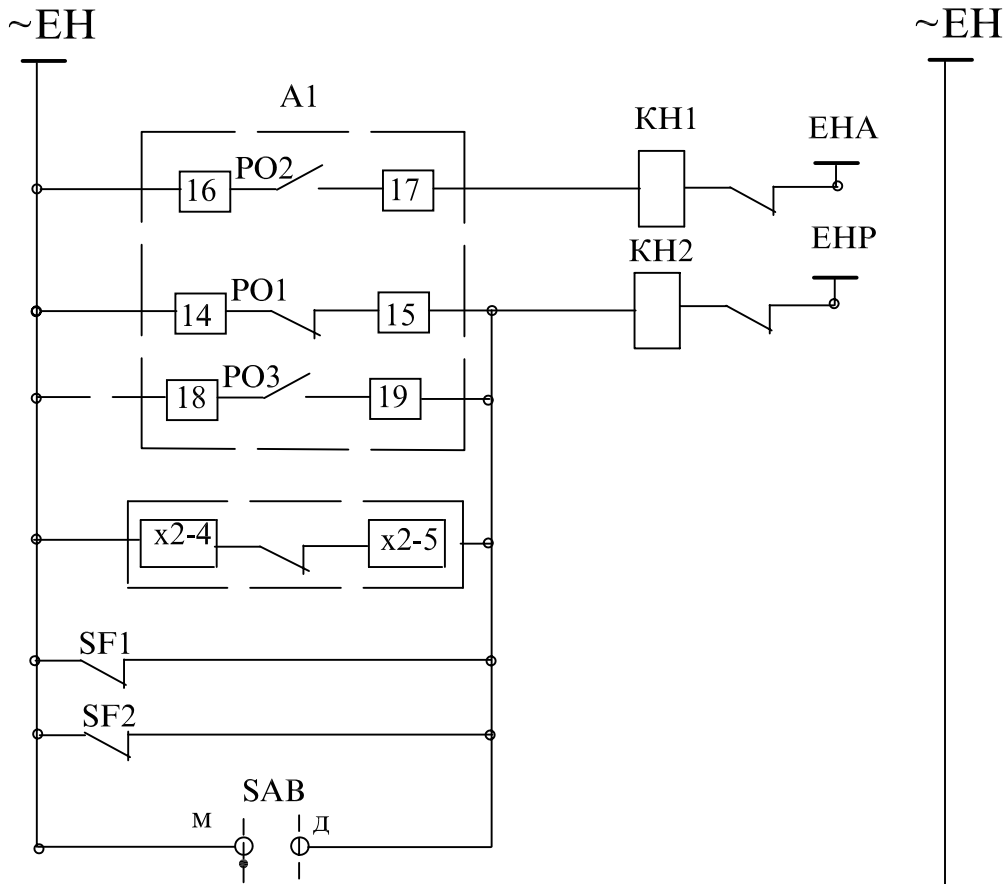 ~ЕН
~ЕН
А1
КН1
ЕНА
РО2
16
17
КН2
ЕНР
РО1
14
15
РО3
18
19
х2-4
х2-5
SF1
SF2
SAB
м
д